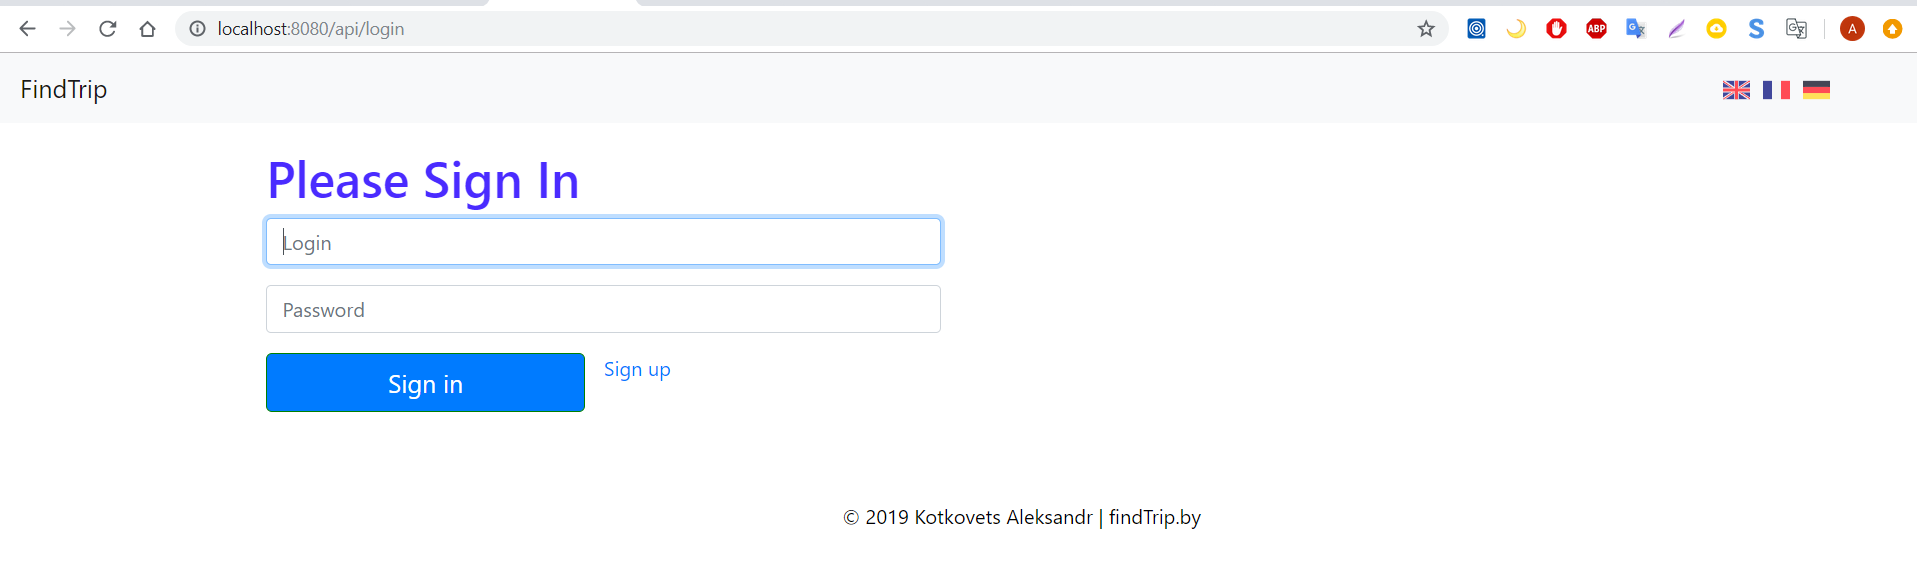 localhost:8080/api/login
ABP
S
A
FindTrip
Please Sign In
Login
Password
Sign in
Sign up
© 2019 Kotkovets Aleksandr | findTrip.by